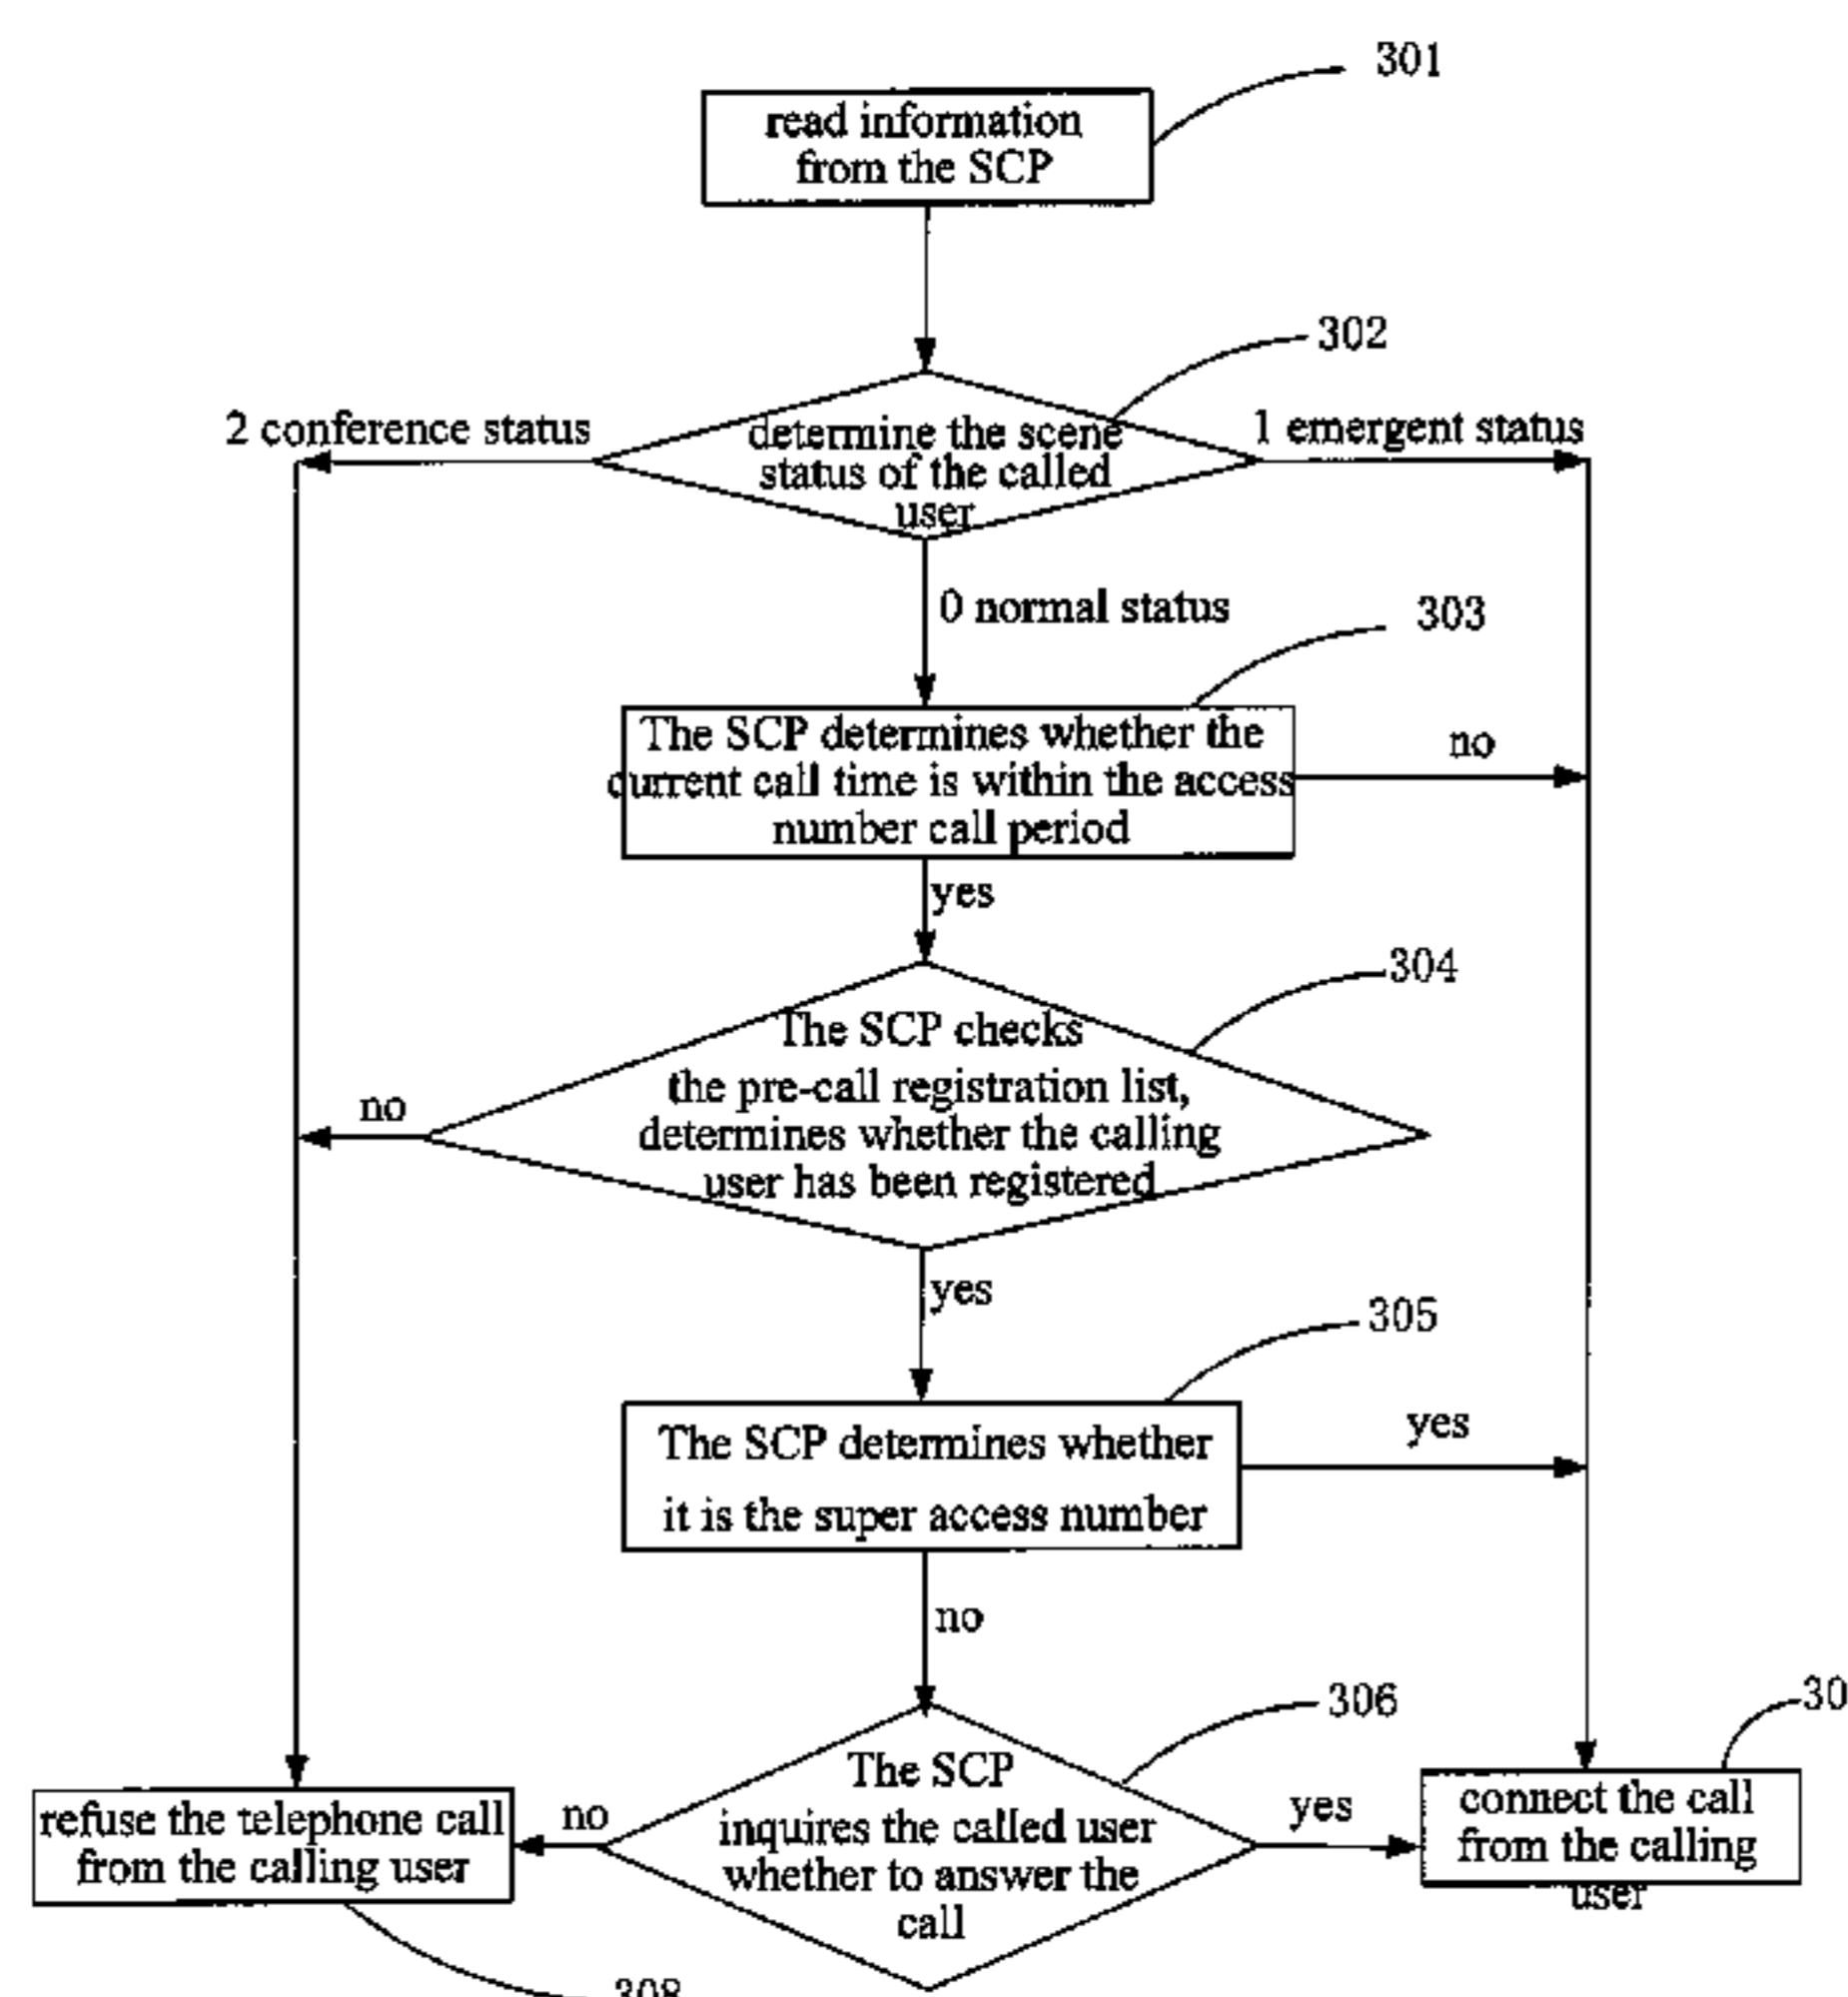 301
read information
from the SCP
302
2 conference status
determine the scene
status of the called
user
1 emergent status
0 normal status
303
The SCP determines whether the
current call time is within the access
number call period
no
yes
304
The SCP checks
the pre-call registration list,
determines whether the calling
user has been registered
no
yes
305
The SCP determines whether
it is the super access number
yes
no
306
30
The SCP
inquires the called user
whether to answer the
call
no
yes
refuse the telephone call
from the calling user
connect the call
from the calling
user
308